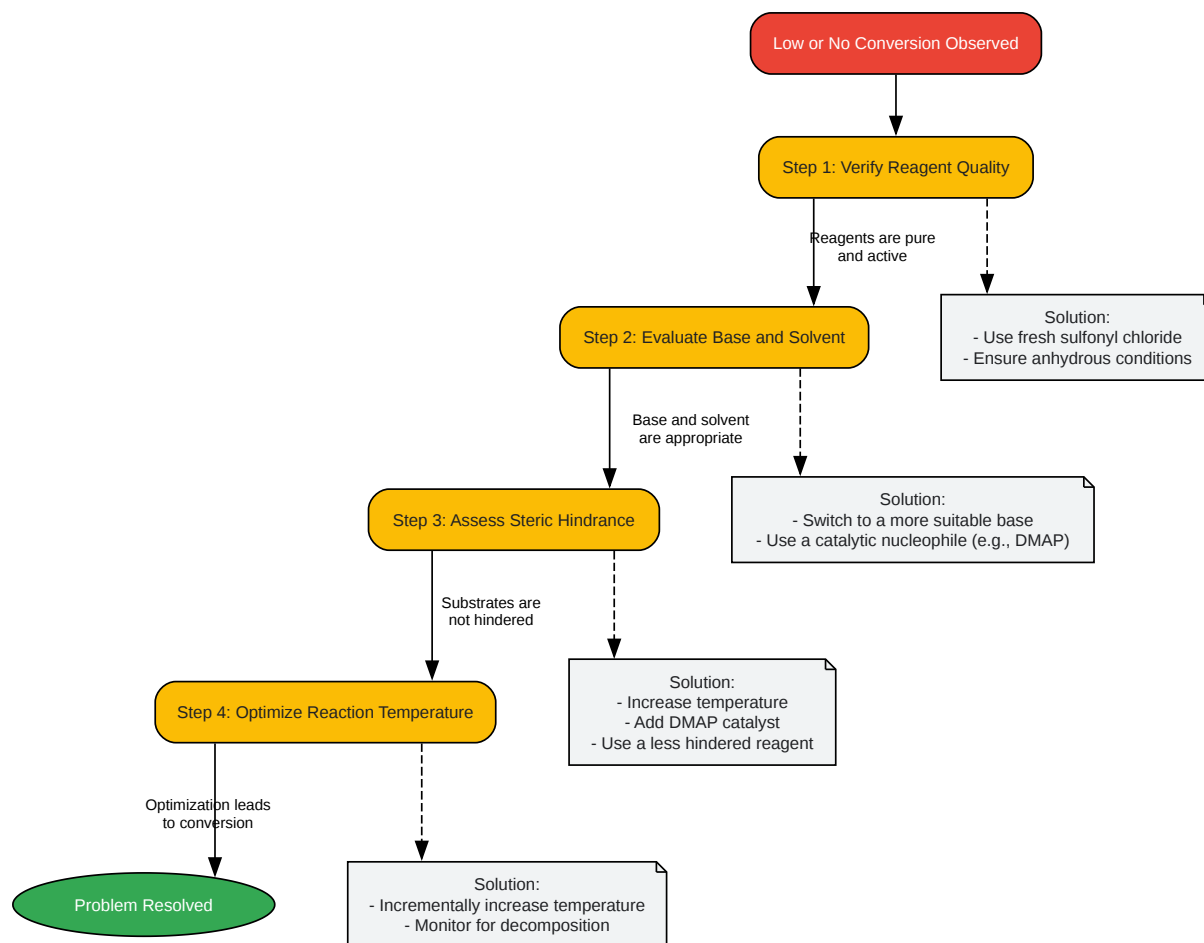 Low or No Conversion Observed
Step 1: Verify Reagent Quality
Reagents are pure
and active
Solution:
- Use fresh sulfonyl chloride
- Ensure anhydrous conditions
Step 2: Evaluate Base and Solvent
Base and solvent
are appropriate
Solution:
- Switch to a more suitable base
- Use a catalytic nucleophile (e.g., DMAP)
Step 3: Assess Steric Hindrance
Substrates are
not hindered
Solution:
- Increase temperature
- Add DMAP catalyst
- Use a less hindered reagent
Step 4: Optimize Reaction Temperature
Optimization leads
to conversion
Solution:
- Incrementally increase temperature
- Monitor for decomposition
Problem Resolved